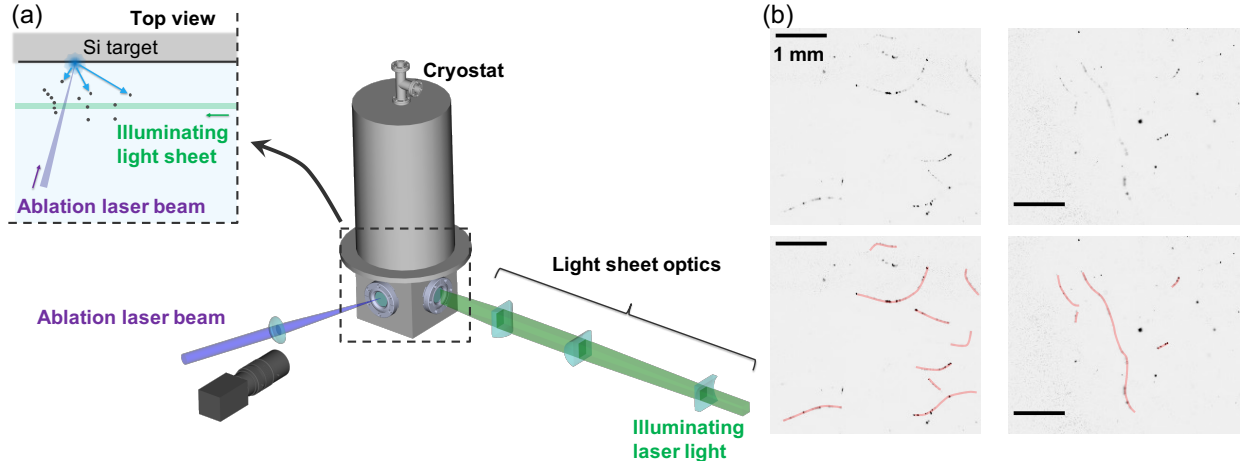 (a)
Top view
Si target
Illuminating
light sheet
Ablation laser beam
Cryostat
Light sheet optics
Ablation laser beam
Illuminating
laser light
(b)
1 mm